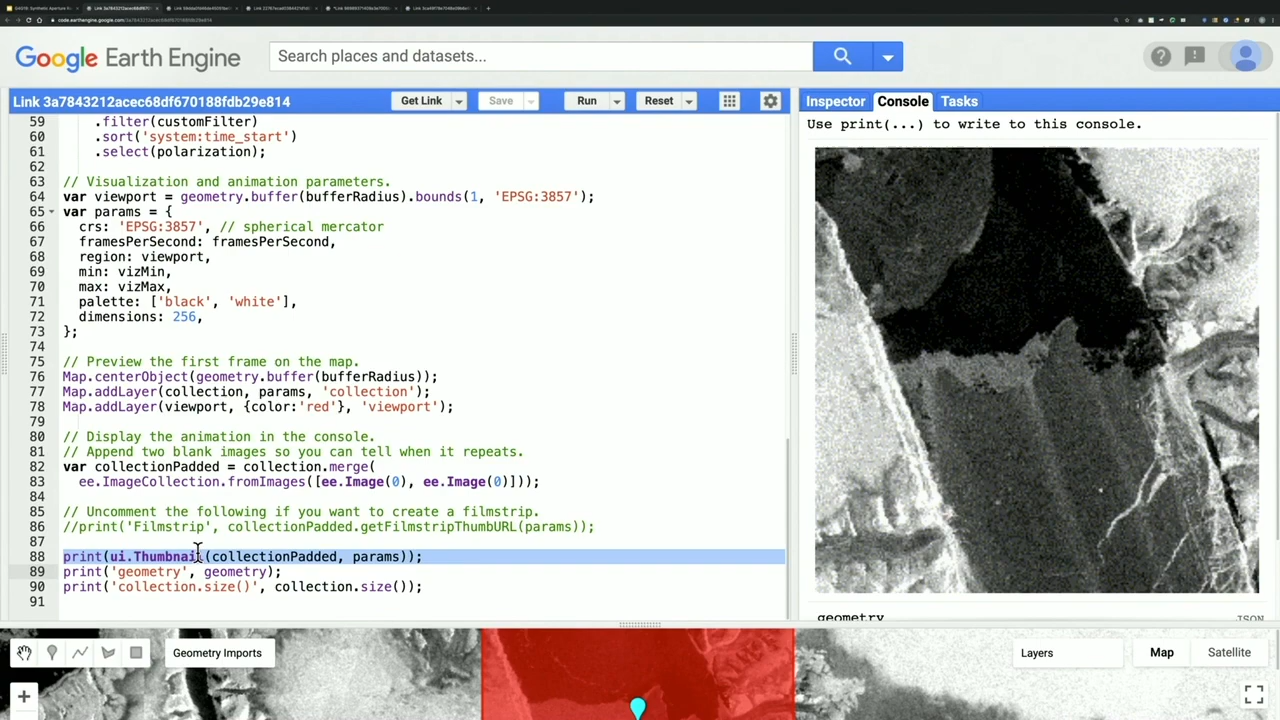 code.earthengine.google.com/3a7843212acec68df670188fdb29e814
Google Earth Engine
Search places and datasets...
Link 3a7843212acec68df670188fdb29e814
Get Link
Save
Run
Reset
Inspector
Console
Tasks
Use print(...) to write to this console.
59 .filter(customFilter)
60 .sort('system:time_start')
61 .select(polarization);
62
63 // Visualization and animation parameters.
64 var viewport = geometry.buffer(bufferRadius).bounds(1, 'EPSG:3857');
65 var params = {
66 crs: 'EPSG:3857', // spherical mercator
67 framesPerSecond: framesPerSecond,
68 region: viewport,
69 min: vizMin,
70 max: vizMax,
71 palette: ['black', 'white'],
72 dimensions: 256,
73 };
74
75 // Preview the first frame on the map.
76 Map.centerObject(geometry.buffer(bufferRadius));
77 Map.addLayer(collection, params, 'collection');
78 Map.addLayer(viewport, {color:'red'}, 'viewport');
79
80 // Display the animation in the console.
81 // Append two blank images so you can tell when it repeats.
82 var collectionPadded = collection.merge(
83 ee.ImageCollection.fromImages([ee.Image(0), ee.Image(0)]));
84
85 // Uncomment the following if you want to create a filmstrip.
86 //print('Filmstrip', collectionPadded.getFilmstripThumbURL(params));
87
88 print(ui.Thumbnail(collectionPadded, params));
89 print('geometry', geometry);
90 print('collection.size()', collection.size());
91
geometry
JSON
Geometry Imports
Layers
Map
Satellite